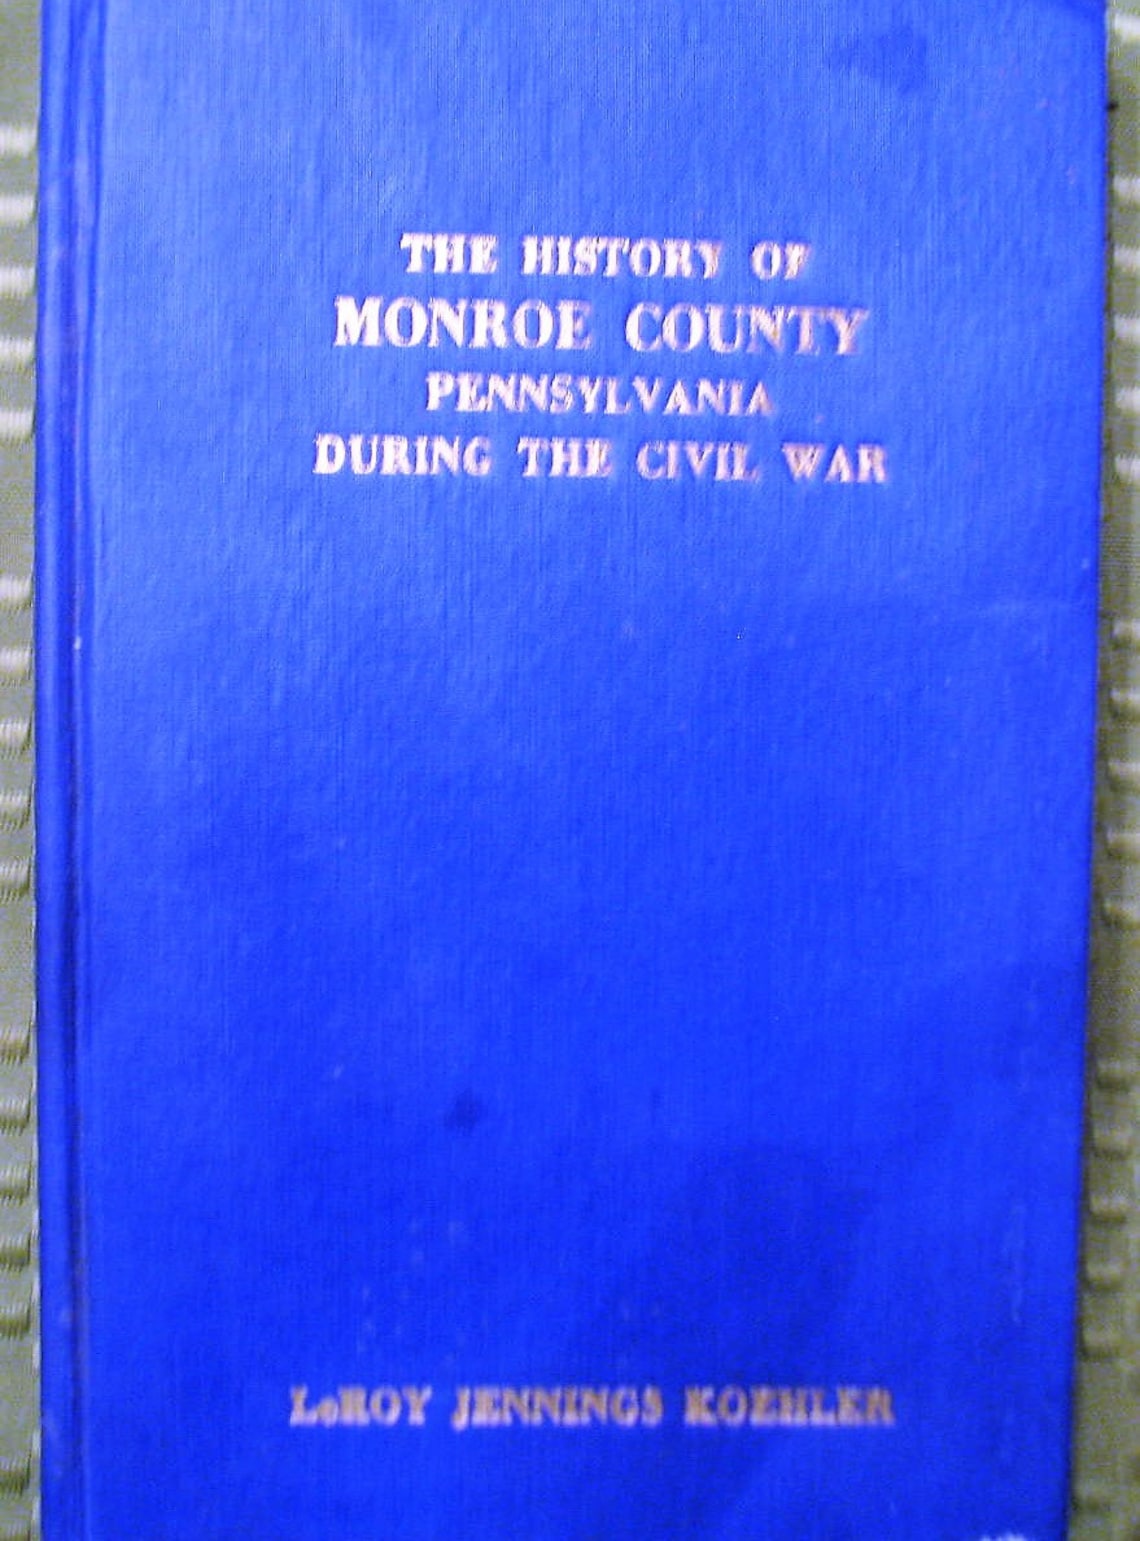 THE HISTORY OF
MONROE COUNTY
PENNSYLVANIA
DURING THE CIVIL WAR
LeROY JENNINGS KOEHLER